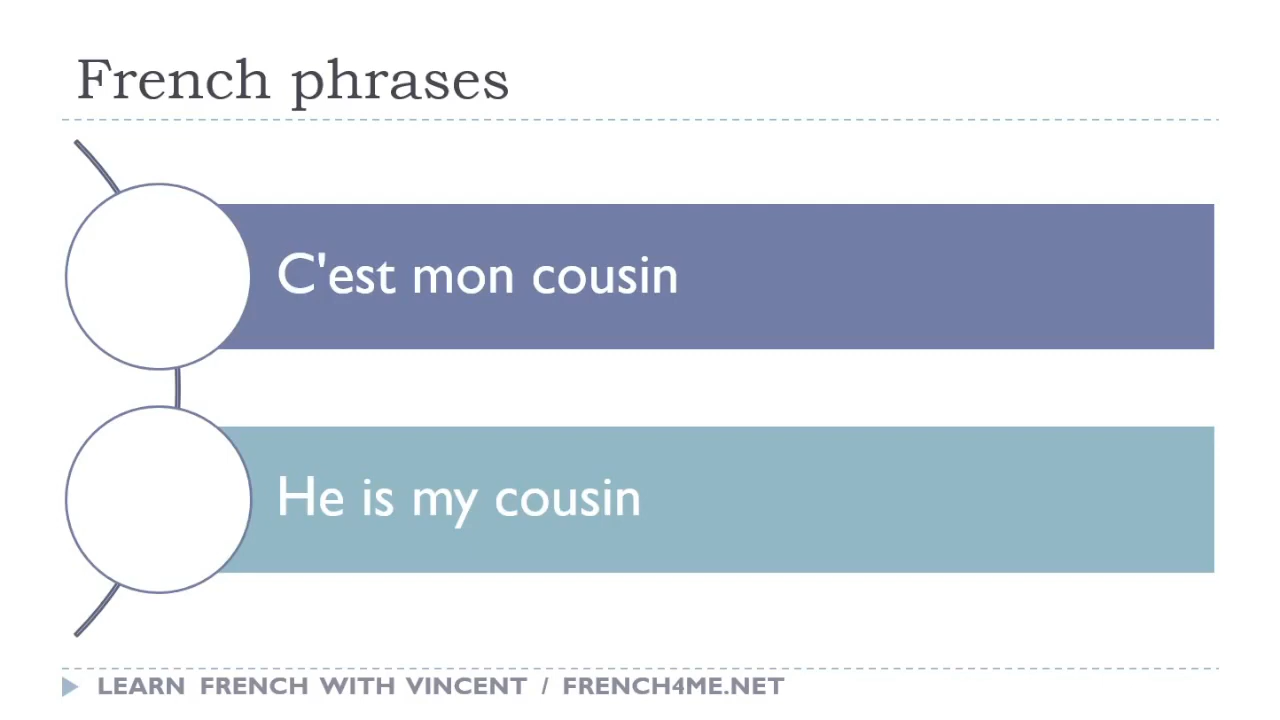 French phrases
C'est mon cousin
He is my cousin
LEARN FRENCH WITH VINCENT / FRENCH4ME.NET